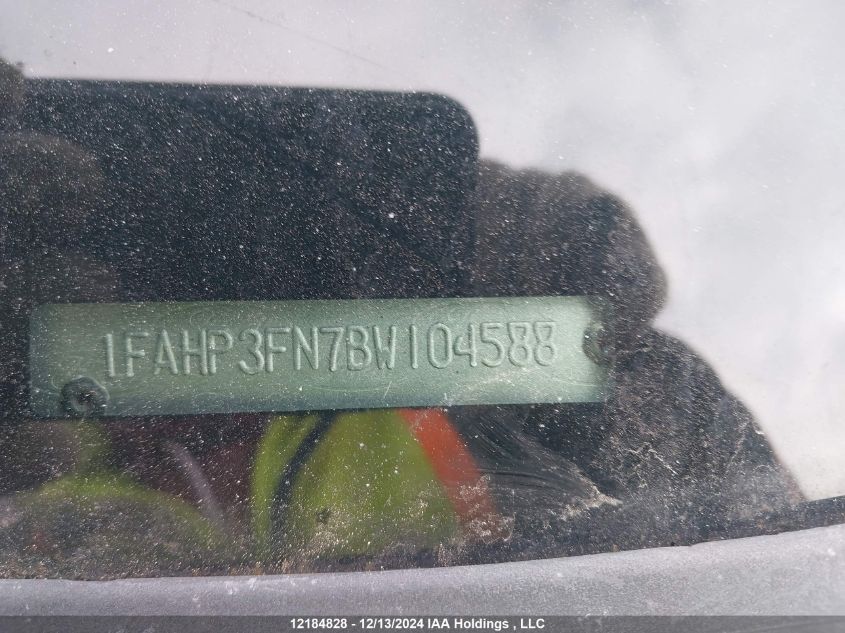 1FAHP3FN7BW104588
12184828 - 12/13/2024 IAA Holdings , LLC